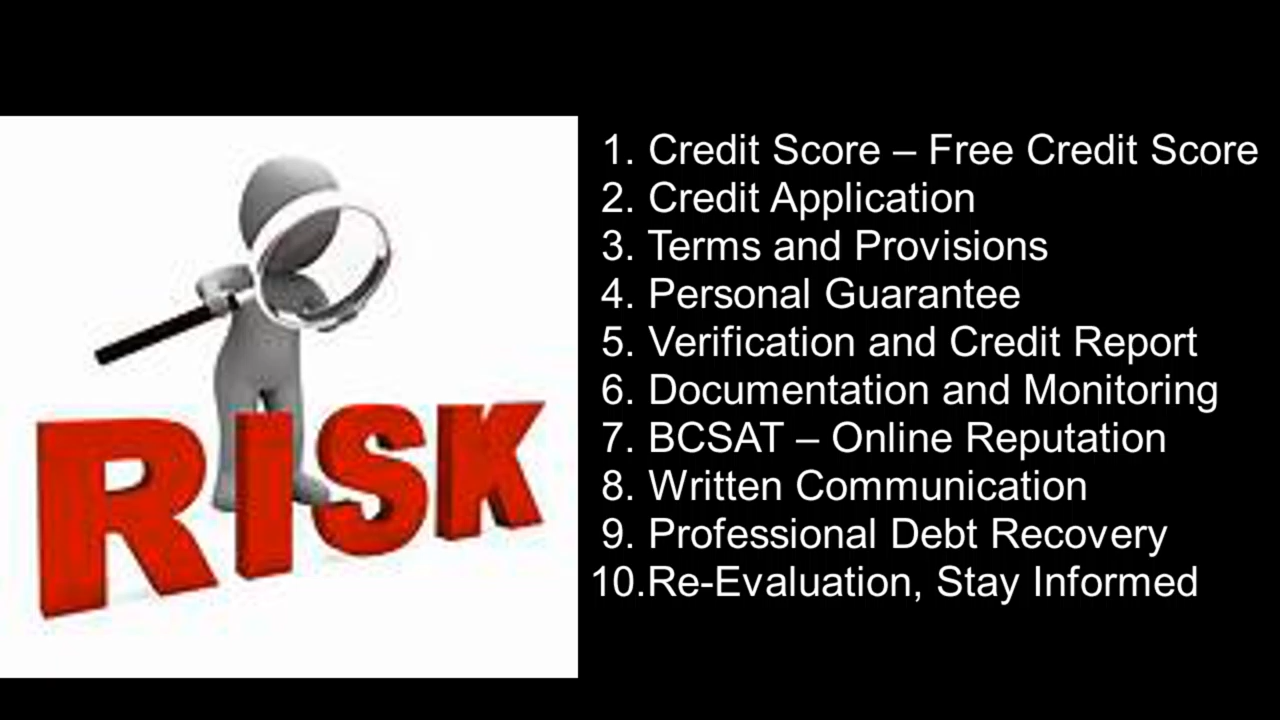 RISK
1. Credit Score – Free Credit Score
2. Credit Application
3. Terms and Provisions
4. Personal Guarantee
5. Verification and Credit Report
6. Documentation and Monitoring
7. BCSAT – Online Reputation
8. Written Communication
9. Professional Debt Recovery
10.Re-Evaluation, Stay Informed